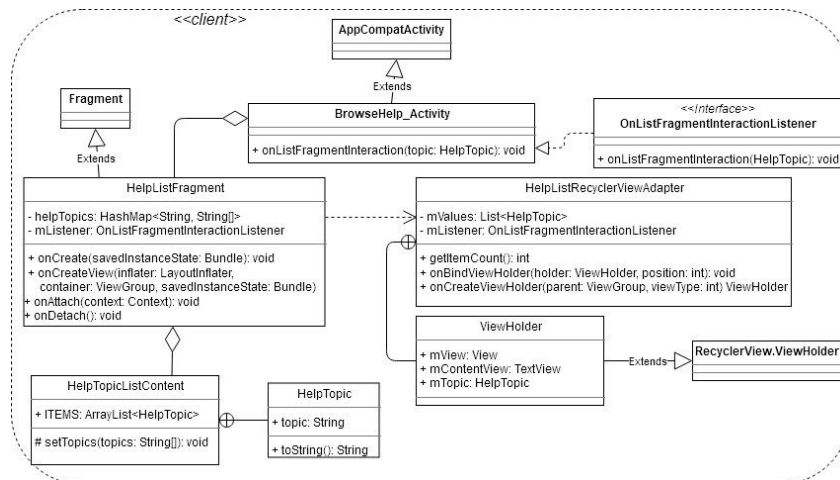 <<client>>
AppCompatActivity
Extends
Fragment
Extends
BrowseHelp_Activity
+ onListFragmentInteraction(topic: HelpTopic): void
<<Interface>>
OnListFragmentInteractionListener
+ onListFragmentInteraction(HelpTopic): void
HelpListFragment
- helpTopics: HashMap<String, String[]>
- mListener: OnListFragmentInteractionListener
+ onCreate(savedInstanceState: Bundle): void
+ onCreateView(inflater: LayoutInflater,
container: ViewGroup, savedInstanceState: Bundle)
+ onAttach(context: Context): void
+ onDetach(): void
HelpListRecyclerViewAdapter
- mValues: List<HelpTopic>
- mListener: OnListFragmentInteractionListener
+ getItemCount(): int
+ onBindViewHolder(holder: ViewHolder, position: int): void
+ onCreateViewHolder(parent: ViewGroup, viewType: int) ViewHolder
ViewHolder
+ mView: View
+ mContentView: TextView
+ mTopic: HelpTopic
Extends
RecyclerView.ViewHolder
HelpTopicListContent
+ ITEMS: ArrayList<HelpTopic>
# setTopics(topics: String[]): void
HelpTopic
+ topic: String
+ toString(): String